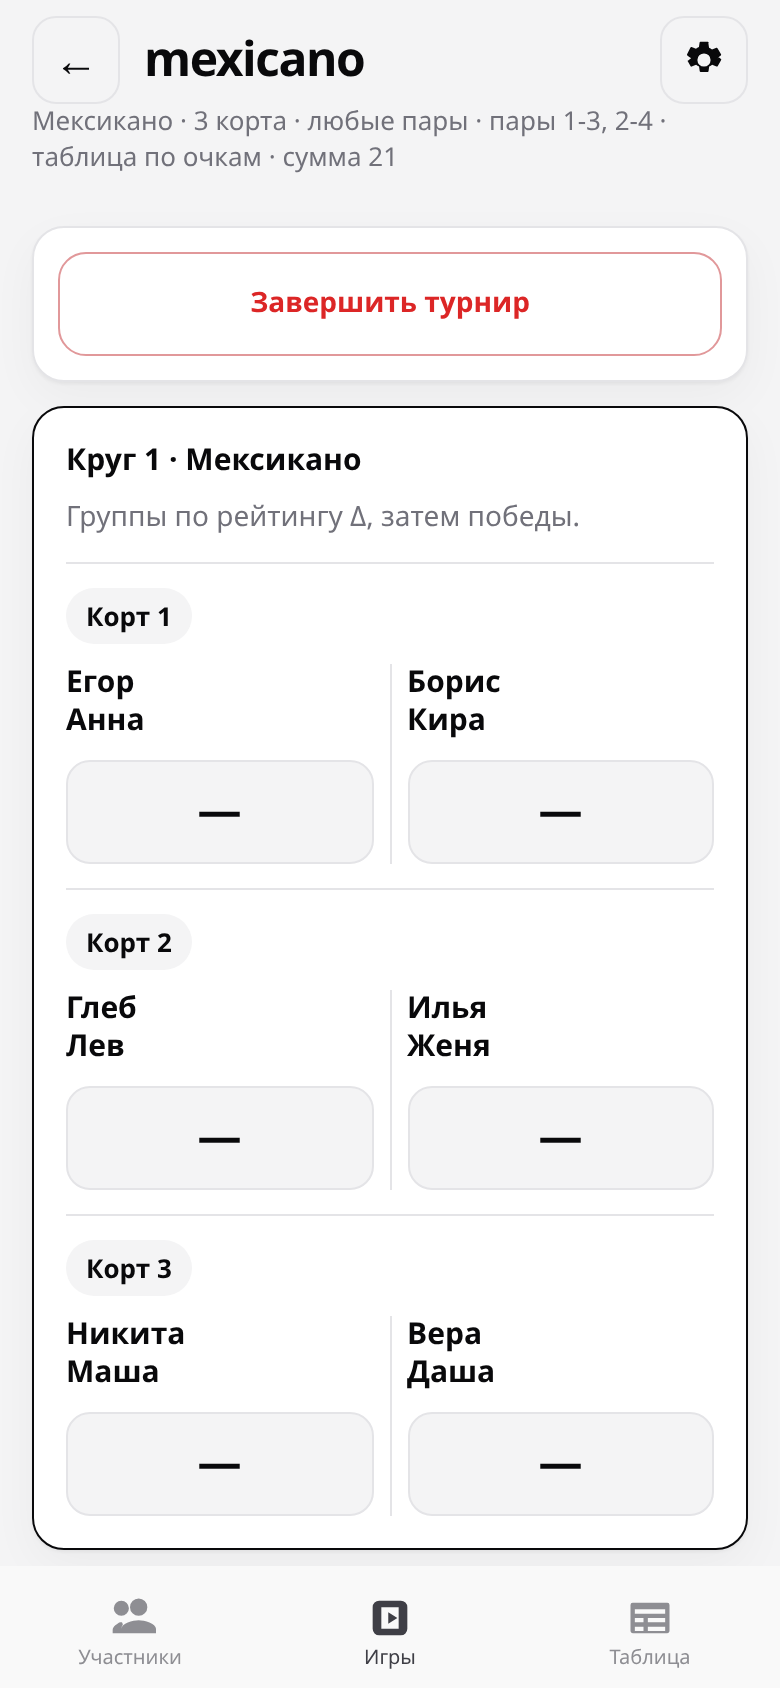 ←
mexicano
Мексикано · 3 корта · любые пары · пары 1-3, 2-4 ·
таблица по очкам · сумма 21
Завершить турнир
Круг 1 · Мексикано
Группы по рейтингу Δ, затем победы.
Корт 1
Егор
Анна
Борис
Кира
—
—
Корт 2
Глеб
Лев
Илья
Женя
—
—
Корт 3
Никита
Маша
Вера
Даша
—
—
Участники
Игры
Таблица